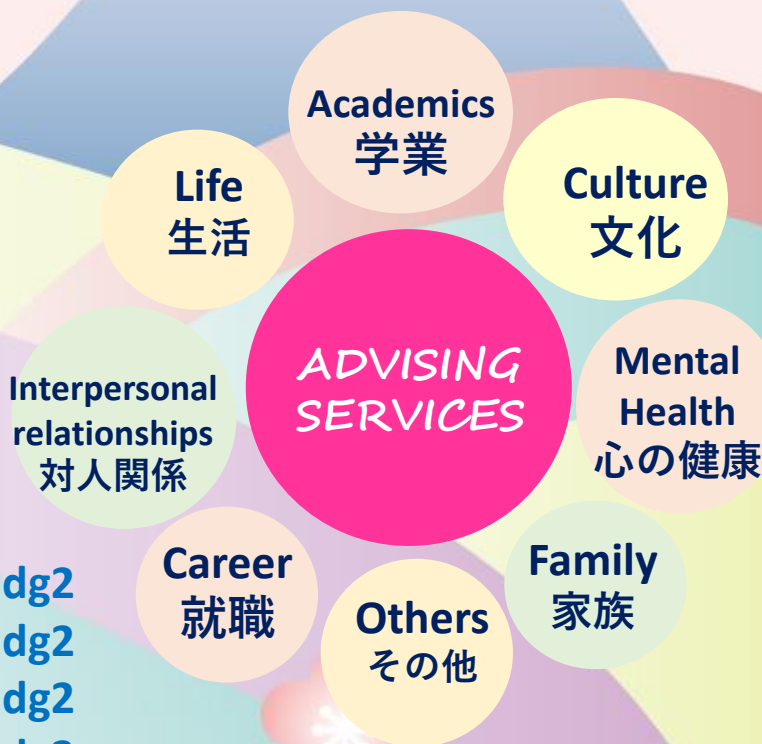 Academics
学業
Culture
文化
Life
生活
ADVISING
SERVICES
Mental
Health
心の健康
Interpersonal
relationships
対人関係
Family
家族
Career
就職
Others
その他
dg2
dg2
dg2